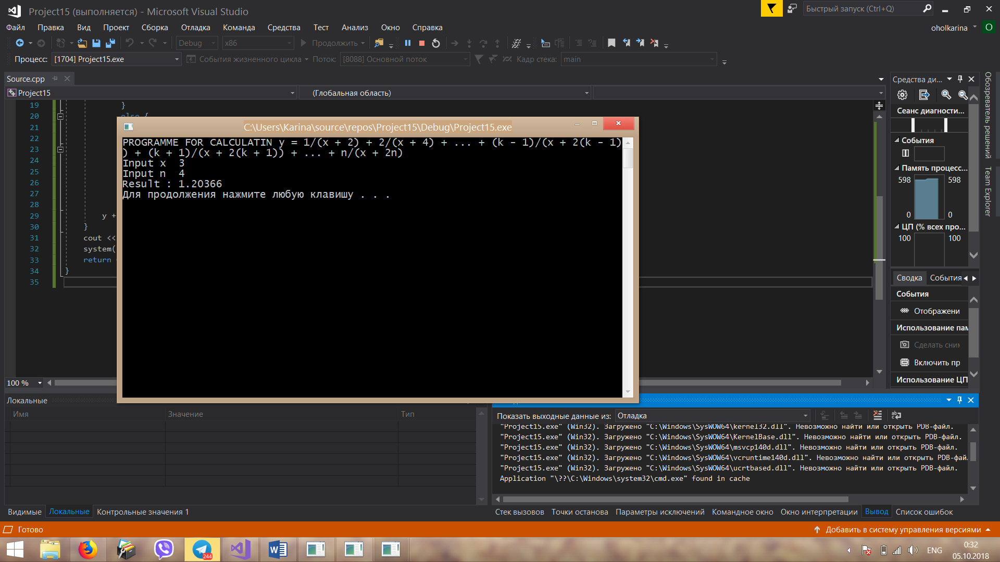 Project15 (выполняется) - Microsoft Visual Studio
Быстрый запуск (Ctrl+Q)
Файл Правка Вид Проект Сборка Отладка Команда Средства Тест Анализ Окно Справка
oholkarina O
Debug x86 Продолжить
Процесс: [1704] Project15.exe События жизненного цикла Поток: [8088] Основной поток Кадр стека: main
Source.cpp
Project15 (Глобальная область)
19 }
20 else {
21
22
23
24
25
26
27
28
29 y +
30 }
31 cout <<
32 system(
33 return
34 }
35
C:\Users\Karina\source\repos\Project15\Debug\Project15.exe
PROGRAMME FOR CALCULATIN y = 1/(x + 2) + 2/(x + 4) + ... + (k - 1)/(x + 2(k - 1)
) + (k + 1)/(x + 2(k + 1)) + ... + n/(x + 2n)
Input x  3
Input n  4
Result : 1.20366
Для продолжения нажмите любую клавишу . . .
Средства ди...
Сеанс диагности...
События
Память процесс...
598 598
0 0
ЦП (% всех про...
100 100
Сводка События
События
Отображени
Использование пам
Сделать сни
Включить пр
Использование ЦП
Обозреватель решений
Team Explorer
100 %
Локальные
Имя Значение Тип
Видимые Локальные Контрольные значения 1
Показать выходные данные из: Отладка
"Project15.exe" (Win32). Загружено "C:\Windows\SysWOW64\kernel32.dll". Невозможно найти или открыть PDB-файл.
"Project15.exe" (Win32). Загружено "C:\Windows\SysWOW64\KernelBase.dll". Невозможно найти или открыть PDB-файл.
"Project15.exe" (Win32). Загружено "C:\Windows\SysWOW64\msvcp140d.dll". Невозможно найти или открыть PDB-файл.
"Project15.exe" (Win32). Загружено "C:\Windows\SysWOW64\vcruntime140d.dll". Невозможно найти или открыть PDB-файл
"Project15.exe" (Win32). Загружено "C:\Windows\SysWOW64\ucrtbased.dll". Невозможно найти или открыть PDB-файл.
Application "\??\C:\Windows\system32\cmd.exe" found in cache
Стек вызовов Точки останова Параметры исключений Командное окно Окно интерпретации Вывод Список ошибок
Готово
Добавить в систему управления версиями
244
ENG
0:32
05.10.2018